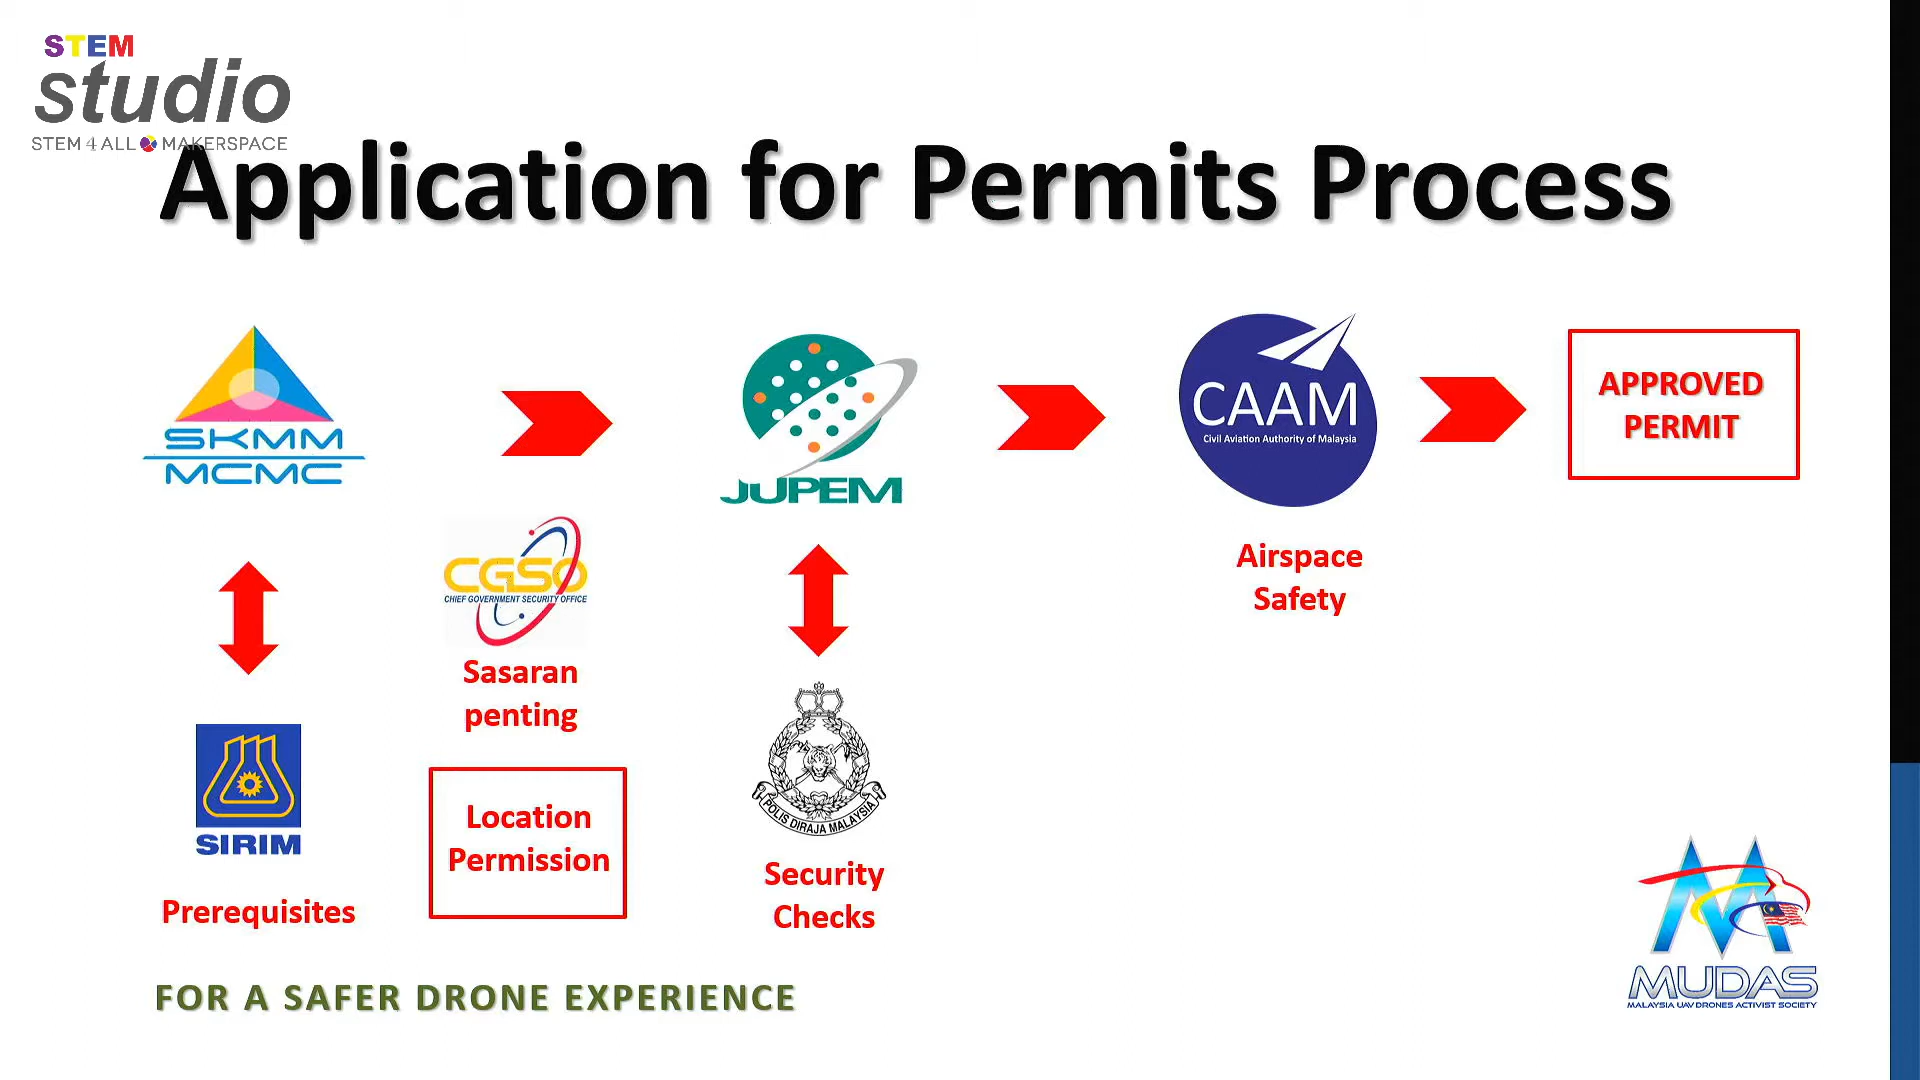 STEM
studio
STEM 4 ALL MAKERSPACE
Application for Permits Process
SKMM
MCMC
JUPEM
CAAM
Civil Aviation Authority of Malaysia
APPROVED
PERMIT
CGSO
CHIEF GOVERNMENT SECURITY OFFICE
Sasaran
penting
Airspace
Safety
SIRIM
Prerequisites
Location
Permission
POLIS DIRAJA MALAYSIA
Security
Checks
FOR A SAFER DRONE EXPERIENCE
MUDAS
MALAYSIA UAV DRONES ACTIVIST SOCIETY